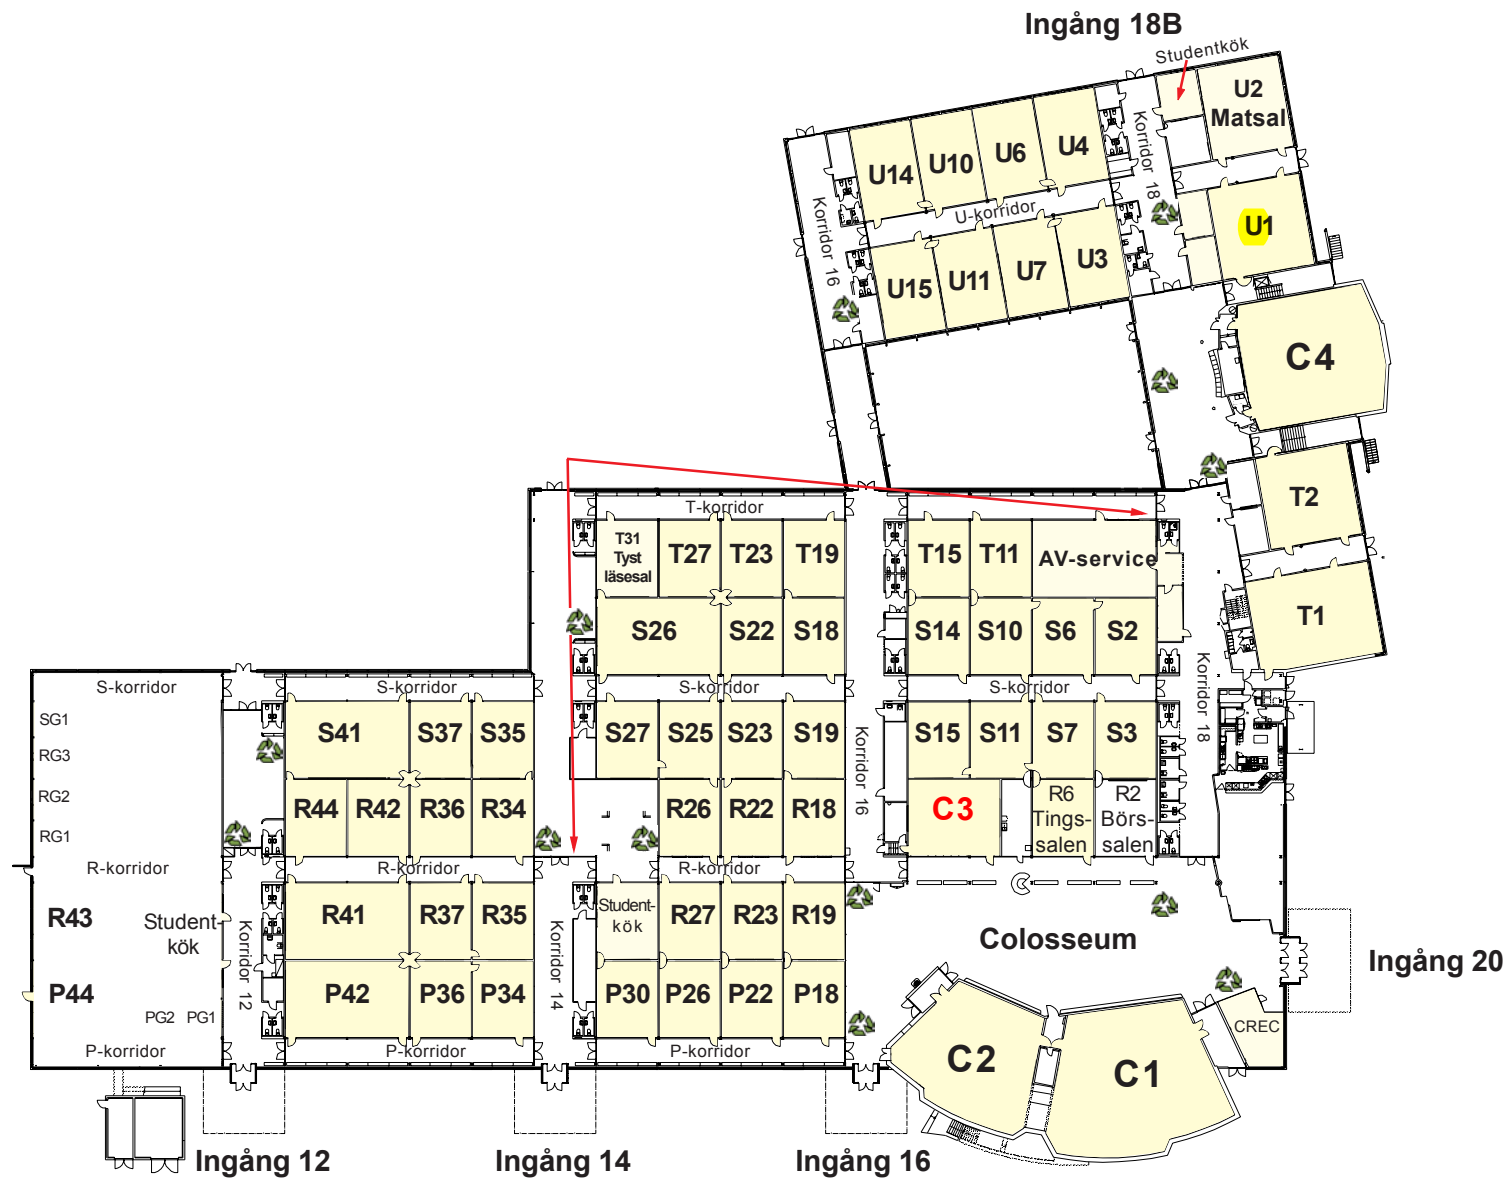 Ingång 18B
Studentkök
U2
Matsal
U14
U10
U6
U4
Korridor 18
Korridor 16
U-korridor
U1
U15
U11
U7
U3
C4
T2
T-korridor
T31
Tyst
läsesal
T27
T23
T19
T15
T11
AV-service
T1
S26
S22
S18
S14
S10
S6
S2
S-korridor
S-korridor
S-korridor
S-korridor
Korridor 18
SG1
RG3
RG2
RG1
S41
S37
S35
S27
S25
S23
S19
Korridor 16
S15
S11
S7
S3
R44
R42
R36
R34
R26
R22
R18
C3
R6
Tings-
salen
R2
Börs-
salen
R-korridor
R-korridor
R-korridor
R43
Student-
kök
Korridor 12
R41
R37
R35
Korridor 14
Student-
kök
R27
R23
R19
Colosseum
Ingång 20
P44
P42
P36
P34
P30
P26
P22
P18
PG2
PG1
CREC
P-korridor
P-korridor
P-korridor
C2
C1
Ingång 12
Ingång 14
Ingång 16